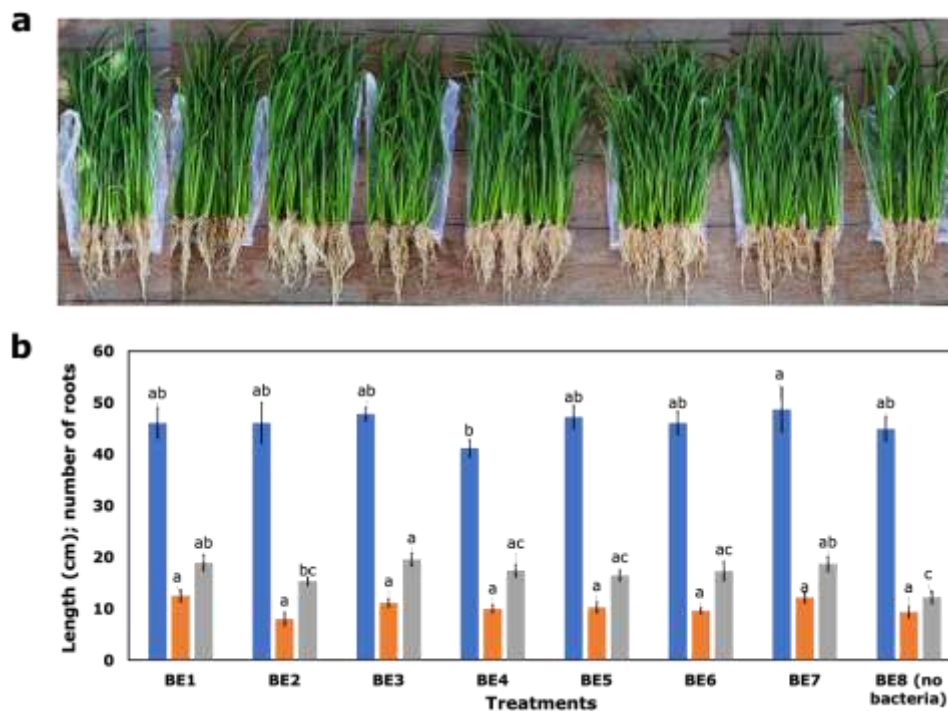 a
b
60
50
40
30
20
10
0
Length (cm); number of roots
ab
a
ab
ab
a
bc
ab
a
a
b
a
ac
ab
a
ac
ab
a
ac
a
a
ab
ab
a
c
BE1
BE2
BE3
BE4
BE5
BE6
BE7
BE8 (no
bacteria)
Treatments